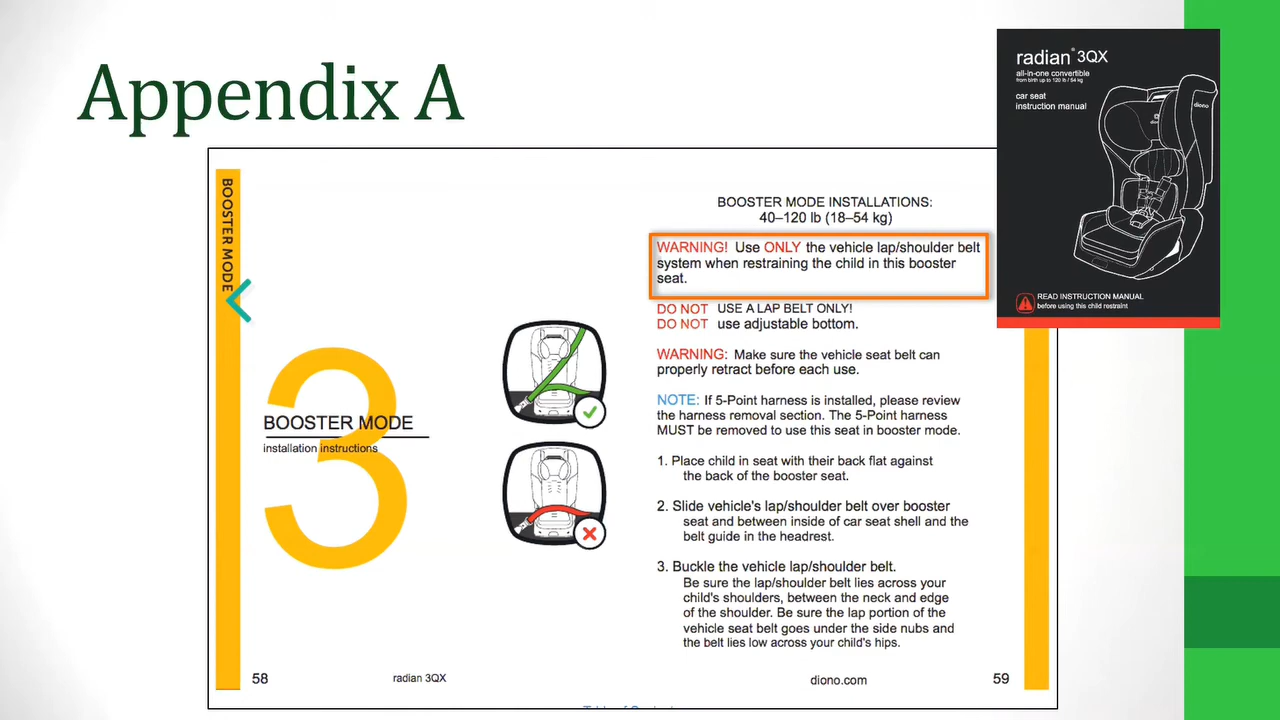 Appendix A
radian® 3QX
all-in-one convertible
from birth up to 120 lb / 54 kg
car seat
instruction manual
diono
diono
READ INSTRUCTION MANUAL
before using this child restraint
BOOSTER MODE
3
BOOSTER MODE
installation instructions
58
radian 3QX
BOOSTER MODE INSTALLATIONS:
40–120 lb (18–54 kg)
WARNING! Use ONLY the vehicle lap/shoulder belt
system when restraining the child in this booster
seat.
DO NOT USE A LAP BELT ONLY!
DO NOT use adjustable bottom.
WARNING: Make sure the vehicle seat belt can
properly retract before each use.
NOTE: If 5-Point harness is installed, please review
the harness removal section. The 5-Point harness
MUST be removed to use this seat in booster mode.
1. Place child in seat with their back flat against
the back of the booster seat.
2. Slide vehicle's lap/shoulder belt over booster
seat and between inside of car seat shell and the
belt guide in the headrest.
3. Buckle the vehicle lap/shoulder belt.
Be sure the lap/shoulder belt lies across your
child's shoulders, between the neck and edge
of the shoulder. Be sure the lap portion of the
vehicle seat belt goes under the side nubs and
the belt lies low across your child's hips.
diono.com
59